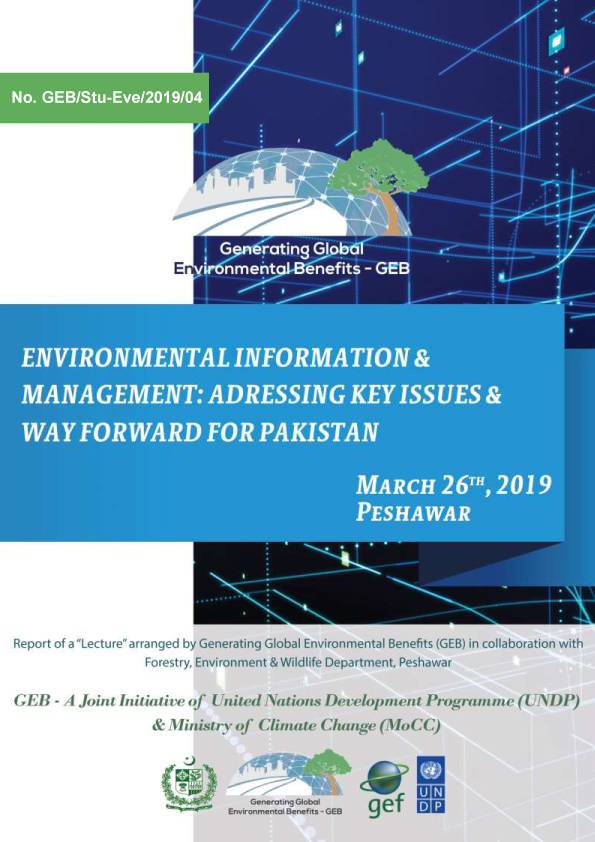 No. GEB/Stu-Eve/2019/04
Generating Global
Environmental Benefits - GEB
ENVIRONMENTAL INFORMATION &
MANAGEMENT: ADRESSING KEY ISSUES &
WAY FORWARD FOR PAKISTAN
MARCH 26TH, 2019
PESHAWAR
Report of a "Lecture" arranged by Generating Global Environmental Benefits (GEB) in collaboration with
Forestry, Environment & Wildlife Department, Peshawar
GEB - A Joint Initiative of United Nations Development Programme (UNDP)
& Ministry of Climate Change (MoCC)
Generating Global
Environmental Benefits - GEB
gef
U N
D P